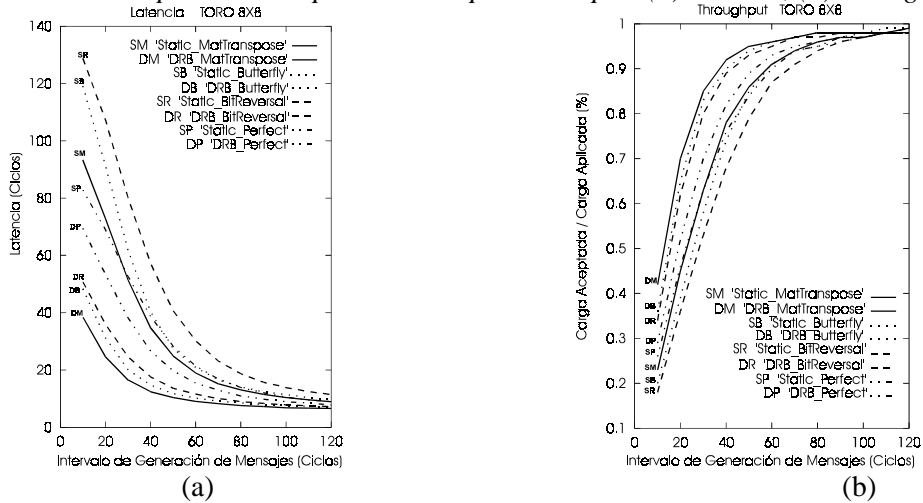 Latencia TORO 8X8
140
120
100
80
60
40
20
0
Latencia (Ciclos)
SR
SB
SM
SP
DP
DR
DB
DM
SM 'Static_MatTranspose'
DM 'DRB_MatTranspose'
SB 'Static_Butterfly'
DB 'DRB_Butterfly'
SR 'Static_BitReversal'
DR 'DRB_BitReversal'
SP 'Static_Perfect'
DP 'DRB_Perfect'
0 20 40 60 80 100 120
Intervalo de Generación de Mensajes (Ciclos)
(a)
Throughput TORO 8X8
1
0.9
0.8
0.7
0.6
0.5
0.4
0.3
0.2
0.1
Carga Aceptada / Carga Aplicada (%)
DM
DB
DR
DP
SP
SM
SB
SR
SM 'Static_MatTranspose'
DM 'DRB_MatTranspose'
SB 'Static_Butterfly'
DB 'DRB_Butterfly'
SR 'Static_BitReversal'
DR 'DRB_BitReversal'
SP 'Static_Perfect'
DP 'DRB_Perfect'
0 20 40 60 80 100 120
Intervalo de Generación de Mensajes (Ciclos)
(b)